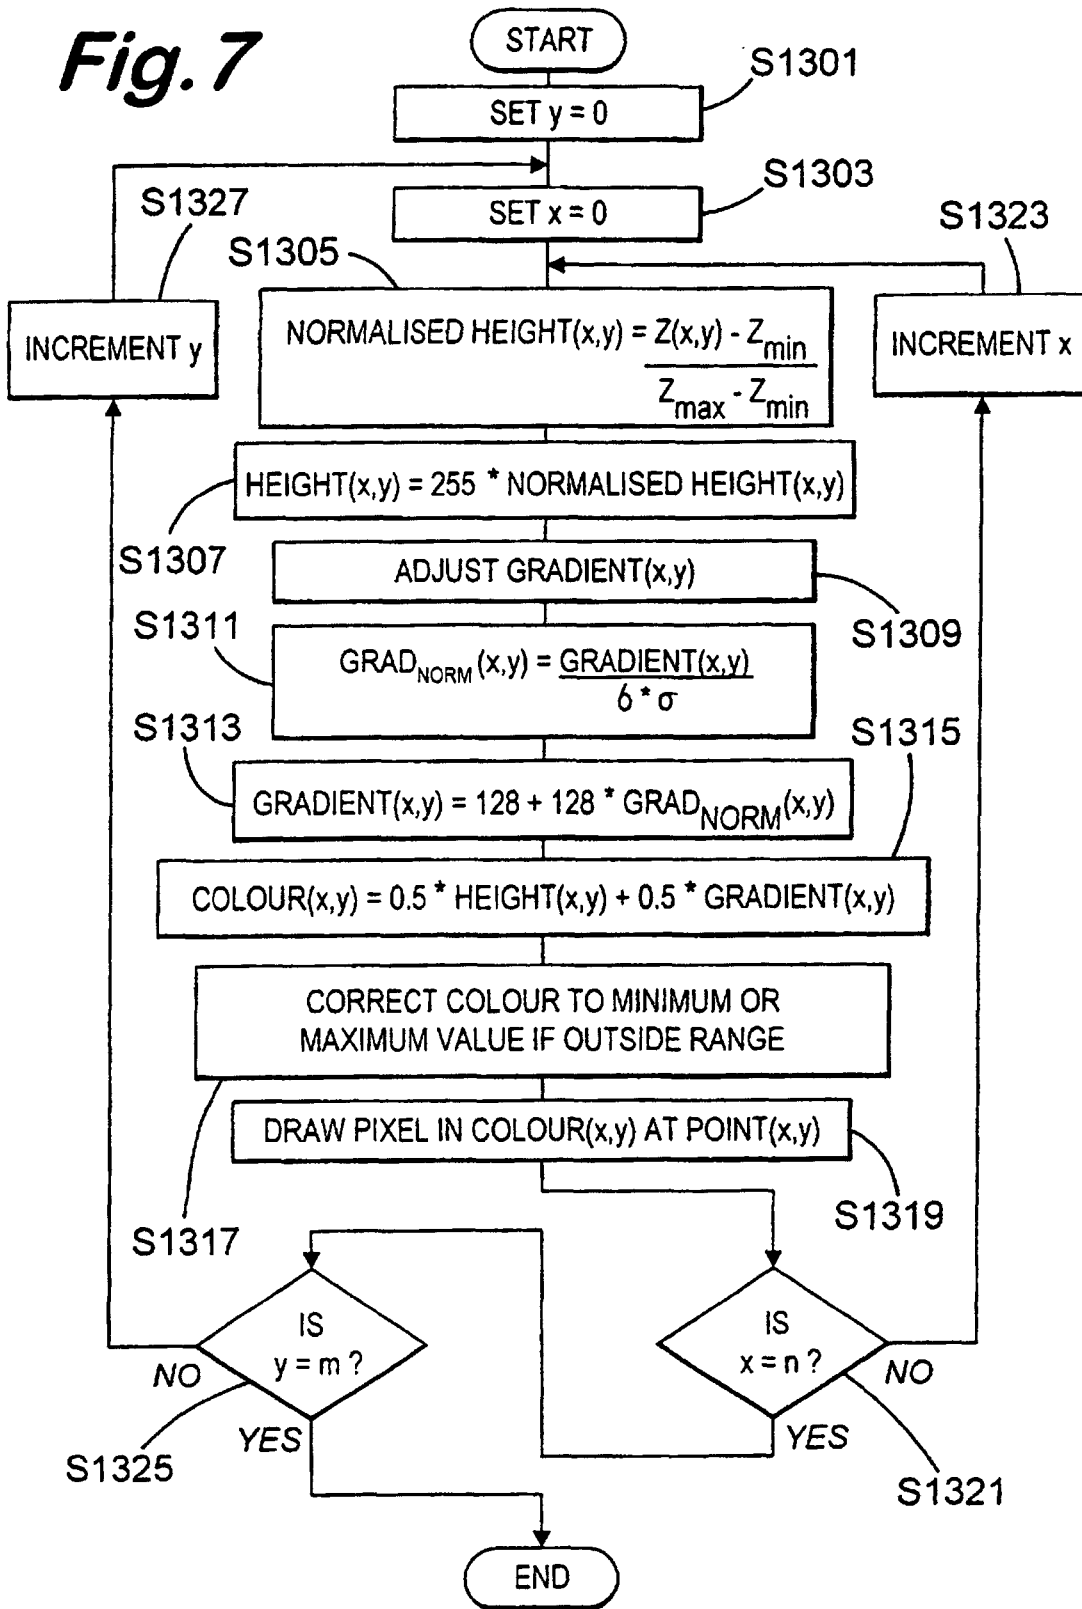 Fig. 7
START
S1301
SET y = 0
S1303
SET x = 0
S1327
S1323
S1305
INCREMENT y
NORMALISED HEIGHT(x,y) = Z(x,y) - Zmin
Zmax - Zmin
INCREMENT x
HEIGHT(x,y) = 255 * NORMALISED HEIGHT(x,y)
S1307
ADJUST GRADIENT(x,y)
S1309
S1311
GRADNORM (x,y) = GRADIENT(x,y)
6 * σ
S1313
S1315
GRADIENT(x,y) = 128 + 128 * GRADNORM(x,y)
COLOUR(x,y) = 0.5 * HEIGHT(x,y) + 0.5 * GRADIENT(x,y)
CORRECT COLOUR TO MINIMUM OR
MAXIMUM VALUE IF OUTSIDE RANGE
DRAW PIXEL IN COLOUR(x,y) AT POINT(x,y)
S1317
S1319
IS
y = m ?
IS
x = n ?
NO
NO
YES
YES
S1325
S1321
END